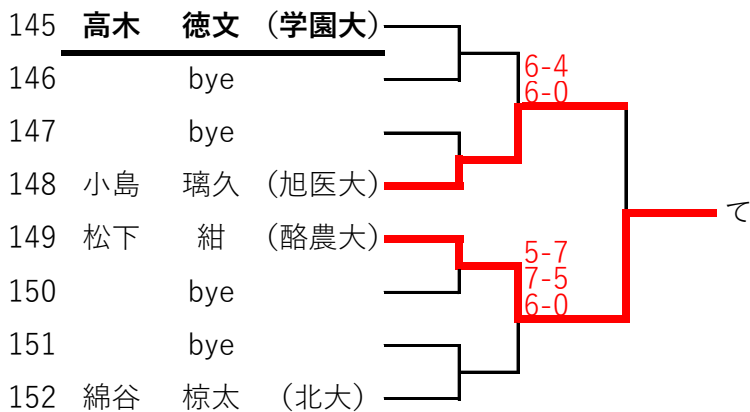 145 高木 徳文 (学園大)
146 bye
6-4
6-0
147 bye
148 小島 璃久 (旭医大)
て
149 松下 紺 (酪農大)
5-7
7-5
6-0
150 bye
151 bye
152 綿谷 椋太 (北大)